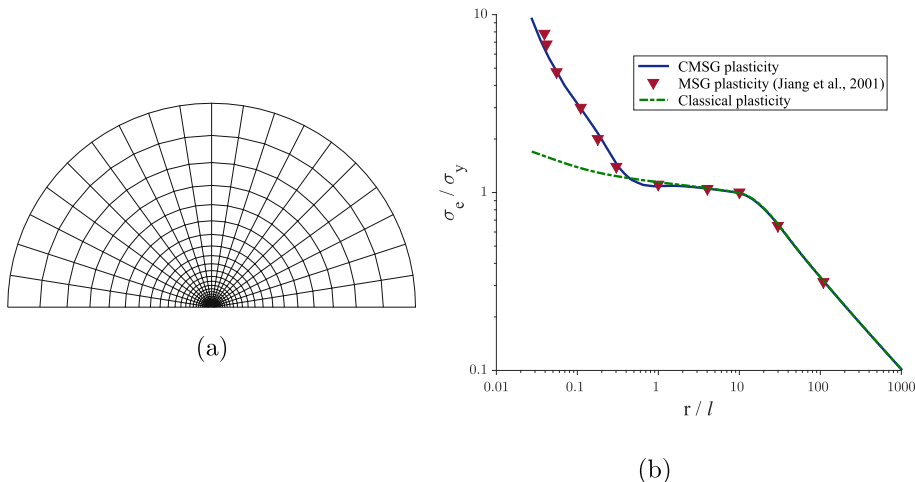 10
1
0.1
σe / σy
CMSG plasticity
MSG plasticity (Jiang et al., 2001)
Classical plasticity
0.01
0.1
1
10
100
1000
r / l
(a)
(b)